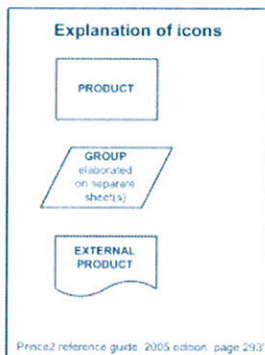 Explanation of icons
PRODUCT
GROUP
elaborated
on separate
sheet(s)
EXTERNAL
PRODUCT
Prince2 reference guide, 2005 edition, page 293